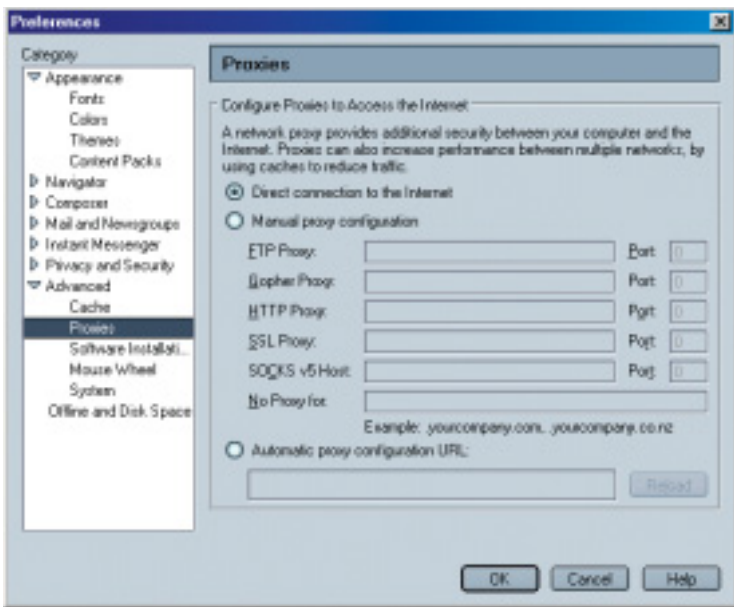 Preferences
Category
Appearance
Fonts
Colors
Themes
Content Packs
Navigator
Composer
Mail and Newsgroups
Instant Messenger
Privacy and Security
Advanced
Cache
Proxies
Software Installati...
Mouse Wheel
System
Offline and Disk Space
Proxies
Configure Proxies to Access the Internet
A network proxy provides additional security between your computer and the
Internet. Proxies can also increase performance between multiple networks, by
using caches to reduce traffic.
Direct connection to the Internet
Manual proxy configuration
FTP Proxy: Port: 0
Gopher Proxy: Port: 0
HTTP Proxy: Port: 0
SSL Proxy: Port: 0
SOCKS v5 Host: Port: 0
No Proxy for:
Example: .yourcompany.com, .yourcompany.co.nz
Automatic proxy configuration URL:
Reload
OK Cancel Help